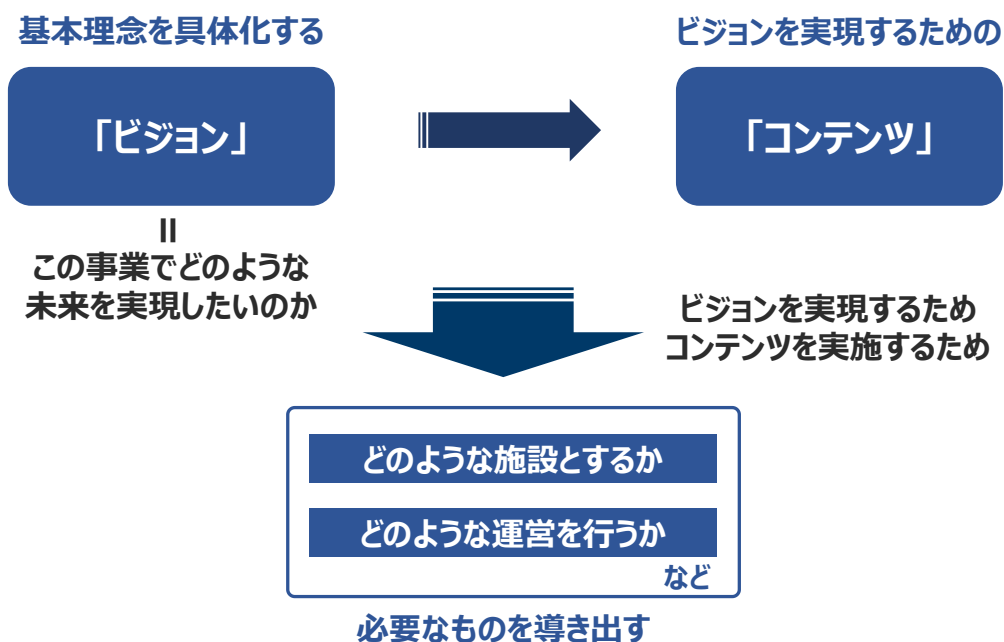 基本理念を具体化する
「ビジョン」
=
この事業でどのような
未来を実現したいのか
ビジョンを実現するための
「コンテンツ」
ビジョンを実現するため
コンテンツを実施するため
どのような施設とするか
どのような運営を行うか
など
必要なものを導き出す